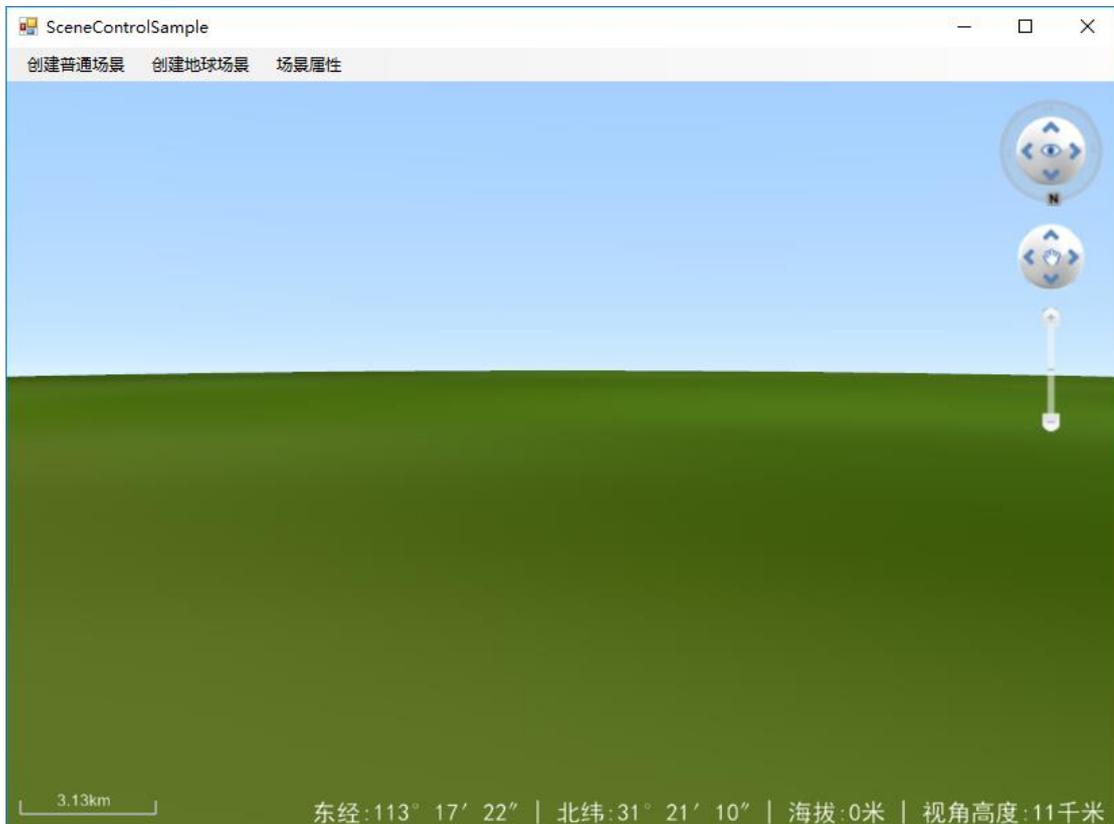 SceneControlSample
创建普通场景 创建地球场景 场景属性
N
3.13km
东经:113° 17′ 22″ | 北纬:31° 21′ 10″ | 海拔:0米 | 视角高度:11千米